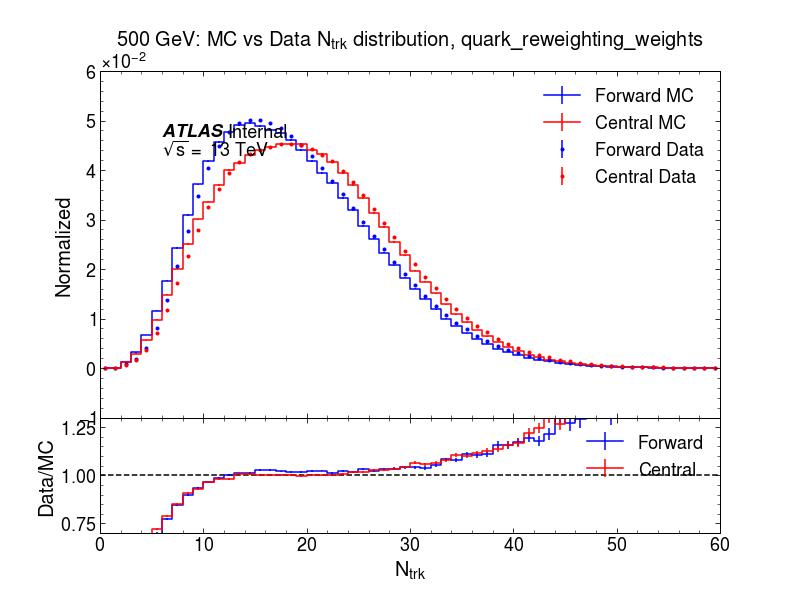 500 GeV: MC vs Data Ntrk distribution, quark_reweighting_weights
×10−2
6
5
4
3
2
1
0
−1
Normalized
ATLAS Internal
√s = 13 TeV
Forward MC
Central MC
Forward Data
Central Data
1.25
1.00
0.75
Data/MC
Forward
Central
0 10 20 30 40 50 60
Ntrk